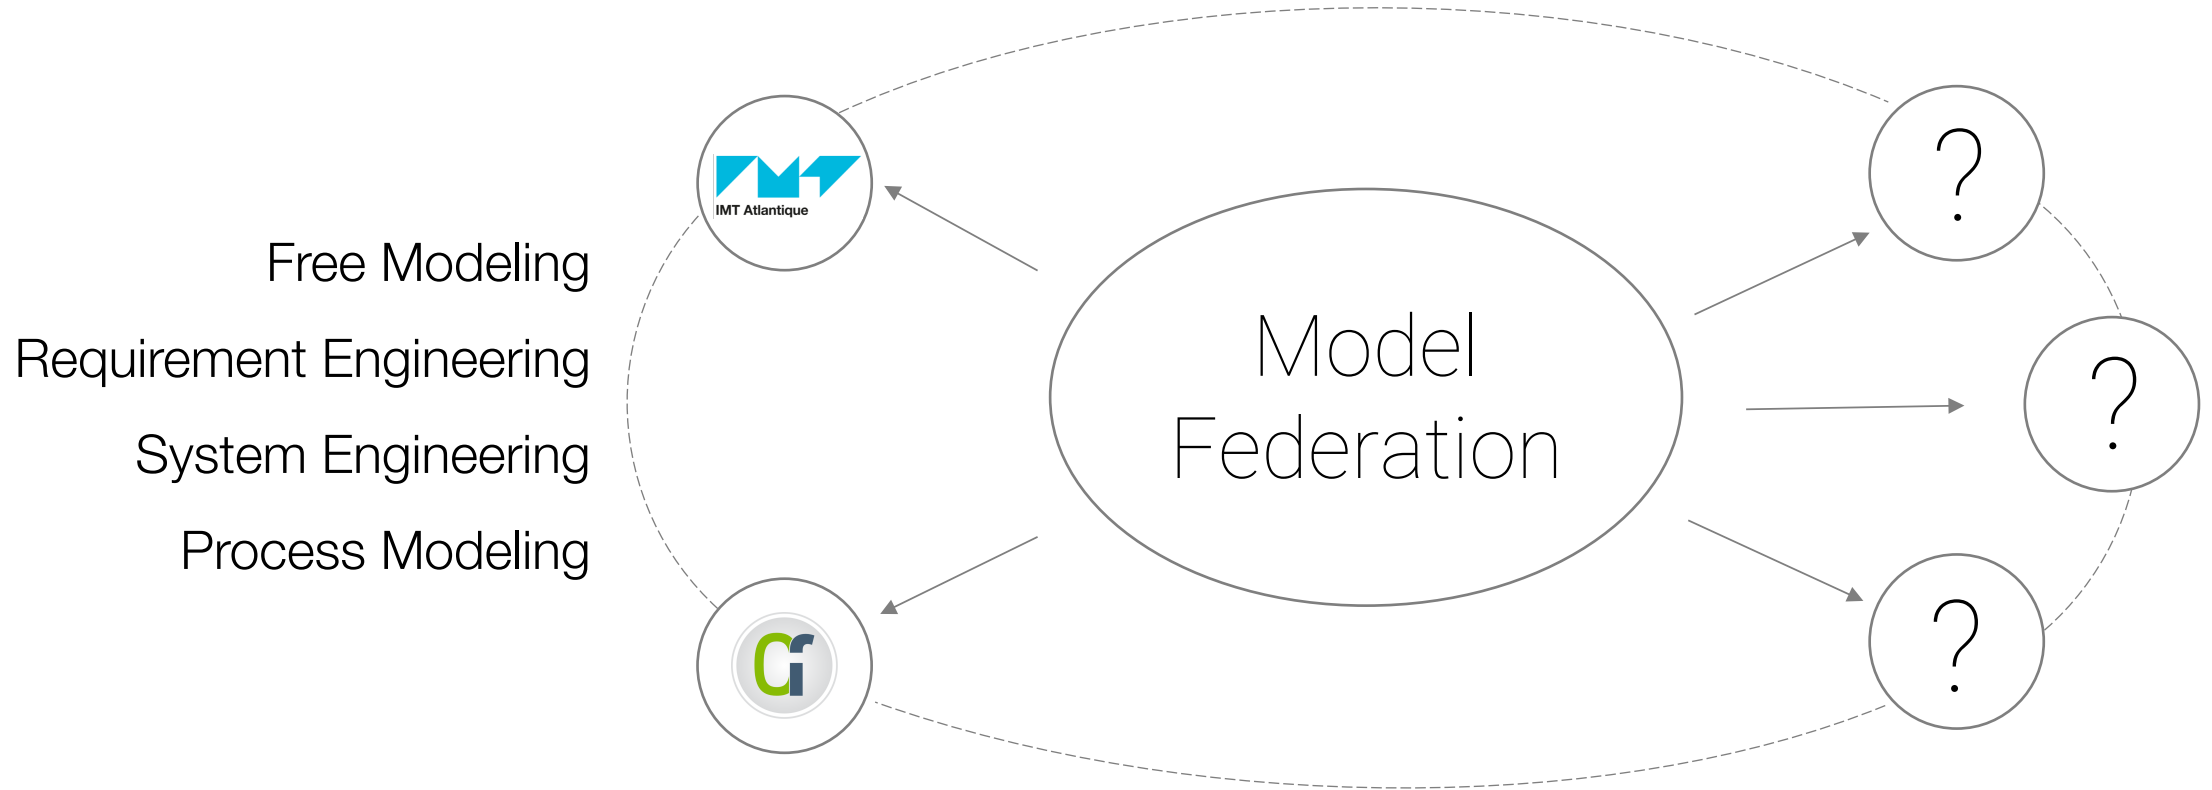 IMT Atlantique
Free Modeling
Requirement Engineering
System Engineering
Process Modeling
Model
Federation
?
?
?